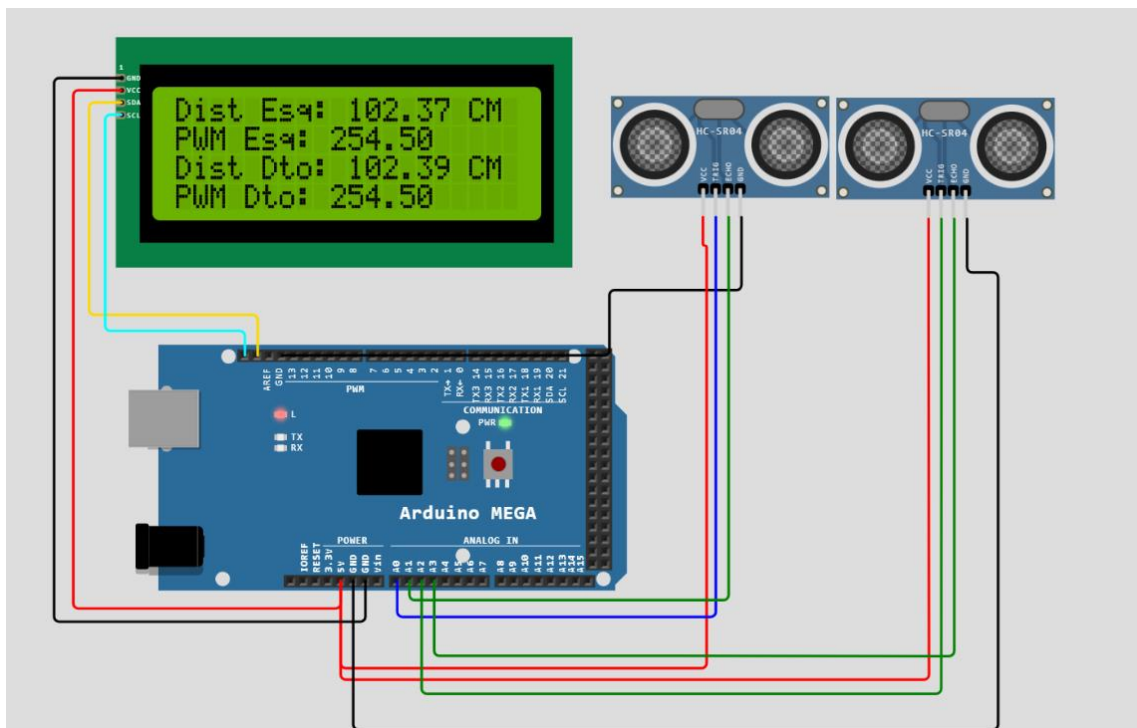 1
GND
VCC
SDA
SCL
Dist Esq: 102.37 CM
PWM Esq: 254.50
Dist Dto: 102.39 CM
PWM Dto: 254.50
HC-SR04
VCC TRIG ECHO GND
HC-SR04
VCC TRIG ECHO GND
AREF GND 13 12 11 10 9 8 7 6 5 4 3 2 TX→ 1 RX← 0 TX3 14 RX3 15 TX2 16 RX2 17 TX1 18 RX1 19 SDA 20 SCL 21
PWM
COMMUNICATION
PWR
L
TX
RX
Arduino MEGA
POWER
ANALOG IN
IOREF RESET 3.3V 5V GND GND Vin A0 A1 A2 A3 A4 A5 A6 A7 A8 A9 A10 A11 A12 A13 A14 A15